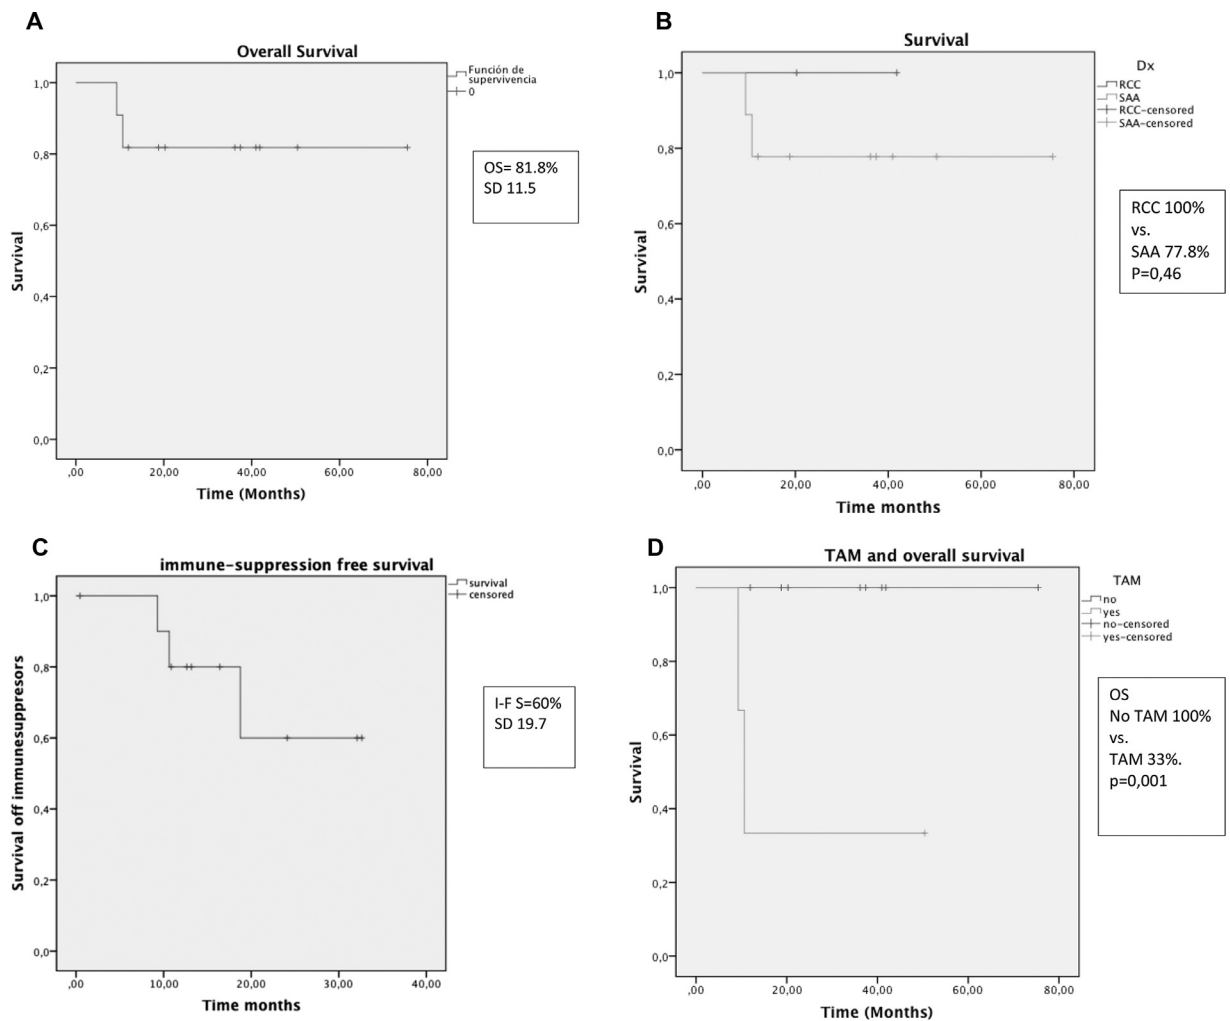 A
Overall Survival
Función de
supervivencia
0
1,0
0,8
0,6
0,4
0,2
0,0
Survival
,00
20,00
40,00
60,00
80,00
Time (Months)
OS= 81.8%
SD 11.5
B
Survival
Dx
RCC
SAA
RCC-censored
SAA-censored
1,0
0,8
0,6
0,4
0,2
0,0
Survival
,00
20,00
40,00
60,00
80,00
Time months
RCC 100%
vs.
SAA 77.8%
P=0,46
C
immune-suppression free survival
survival
censored
1,0
0,8
0,6
0,4
0,2
0,0
Survival off immunesuppresors
,00
10,00
20,00
30,00
40,00
Time months
I-F S=60%
SD 19.7
D
TAM and overall survival
TAM
no
yes
no-censored
yes-censored
1,0
0,8
0,6
0,4
0,2
0,0
Survival
,00
20,00
40,00
60,00
80,00
Time (Months)
OS
No TAM 100%
vs.
TAM 33%.
p=0,001